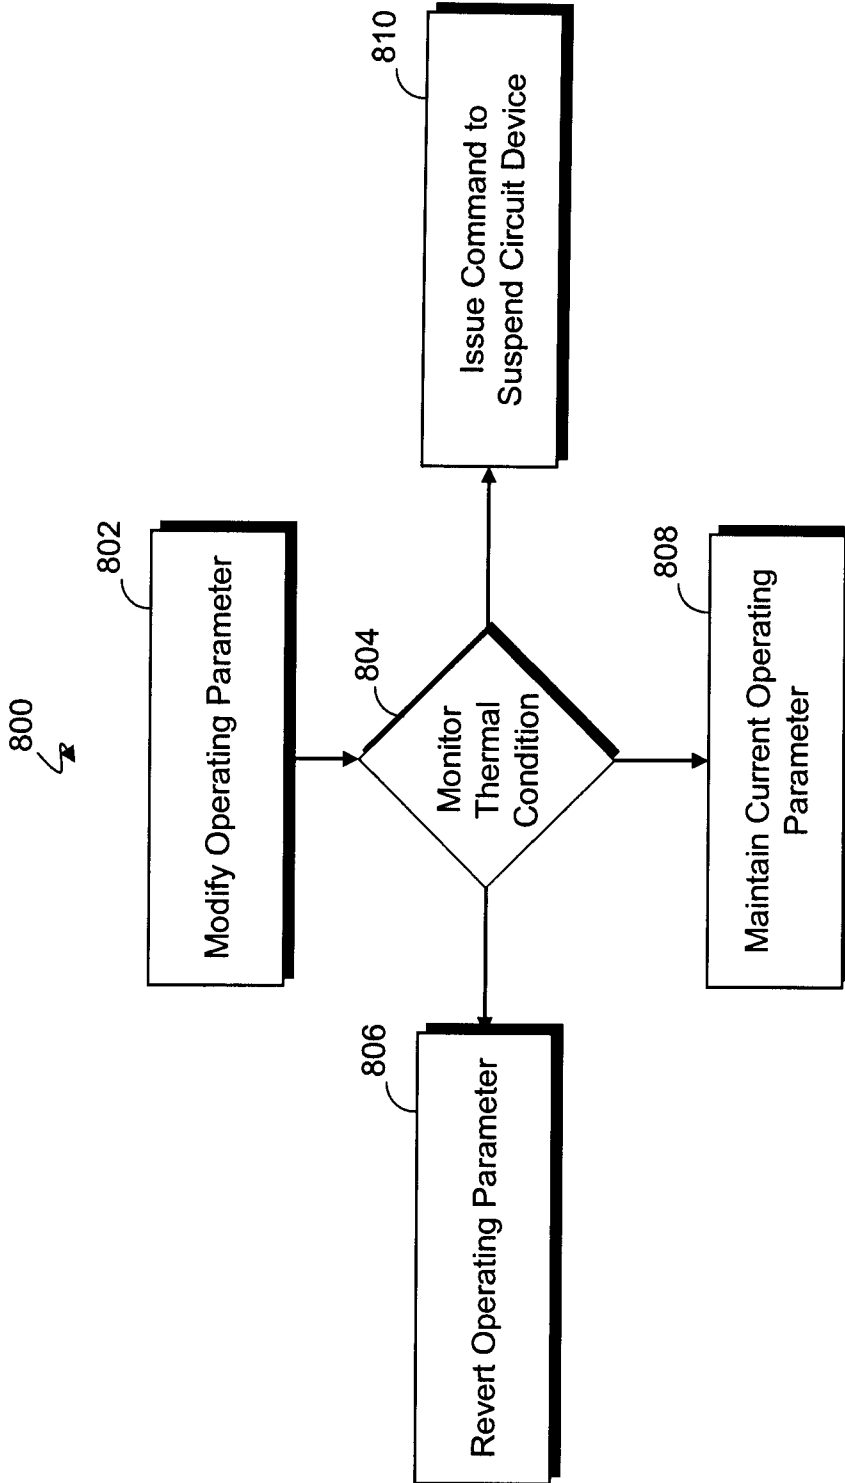 800
802
Modify Operating Parameter
804
Monitor
Thermal
Condition
806
Revert Operating Parameter
808
Maintain Current Operating
Parameter
810
Issue Command to
Suspend Circuit Device